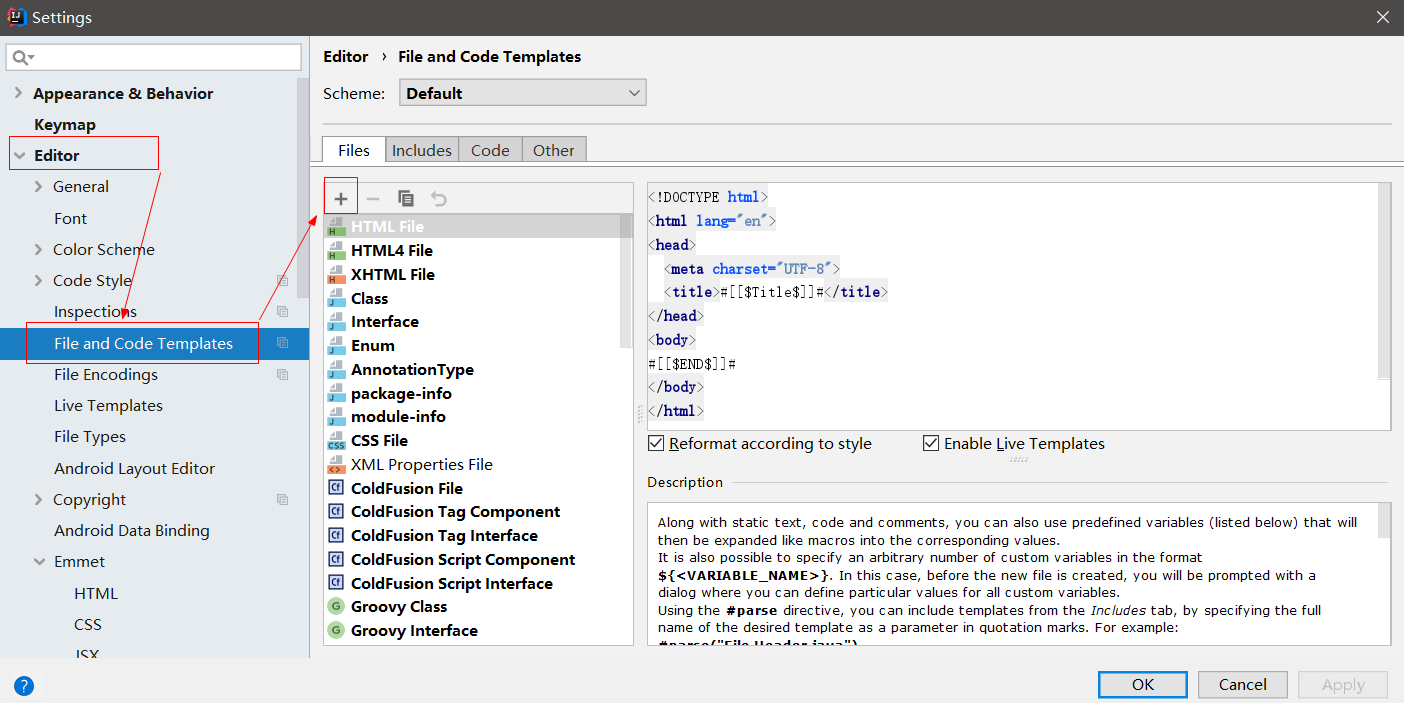 Settings
Appearance & Behavior
Keymap
Editor
General
Font
Color Scheme
Code Style
Inspections
File and Code Templates
File Encodings
Live Templates
File Types
Android Layout Editor
Copyright
Android Data Binding
Emmet
HTML
CSS
JSX
Editor › File and Code Templates
Scheme: Default
Files Includes Code Other
HTML File
HTML4 File
XHTML File
Class
Interface
Enum
AnnotationType
package-info
module-info
CSS File
XML Properties File
ColdFusion File
ColdFusion Tag Component
ColdFusion Tag Interface
ColdFusion Script Component
ColdFusion Script Interface
Groovy Class
Groovy Interface
<!DOCTYPE html>
<html lang="en">
<head>
<meta charset="UTF-8">
<title>#[[$Title$]]#</title>
</head>
<body>
#[[$END$]]#
</body>
</html>
Reformat according to style Enable Live Templates
Description
Along with static text, code and comments, you can also use predefined variables (listed below) that will
then be expanded like macros into the corresponding values.
It is also possible to specify an arbitrary number of custom variables in the format
${<VARIABLE_NAME>}. In this case, before the new file is created, you will be prompted with a
dialog where you can define particular values for all custom variables.
Using the #parse directive, you can include templates from the Includes tab, by specifying the full
name of the desired template as a parameter in quotation marks. For example:
#parse("File Header.java")
? OK Cancel Apply